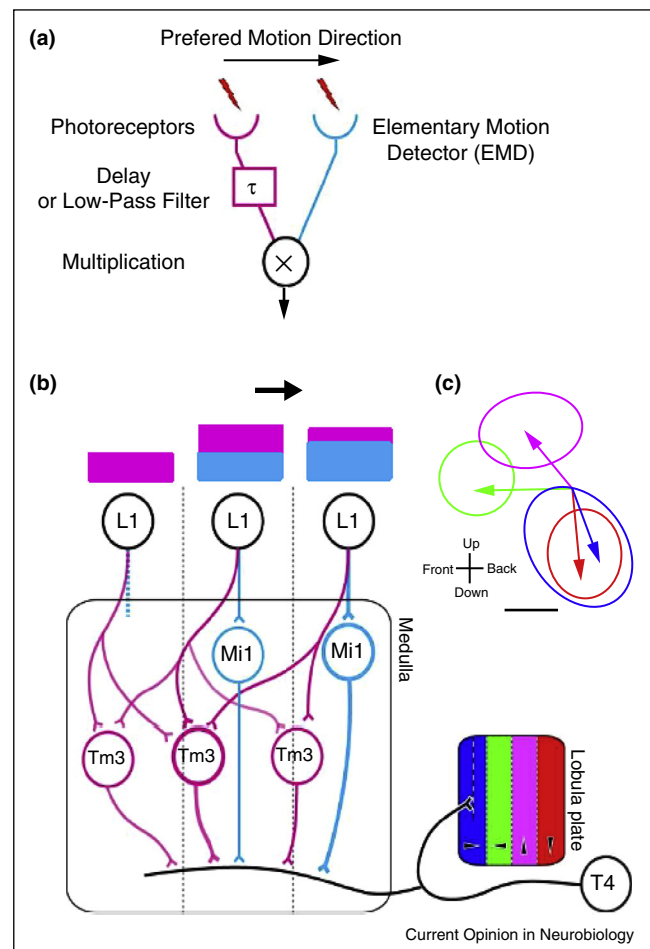 (a)
Prefered Motion Direction
Photoreceptors
Elementary Motion
Detector (EMD)
Delay
or Low-Pass Filter
τ
Multiplication
×
(b)
(c)
L1
L1
L1
Up
Front
Back
Down
Medulla
Mi1
Mi1
Tm3
Tm3
Tm3
Lobula plate
T4
Current Opinion in Neurobiology